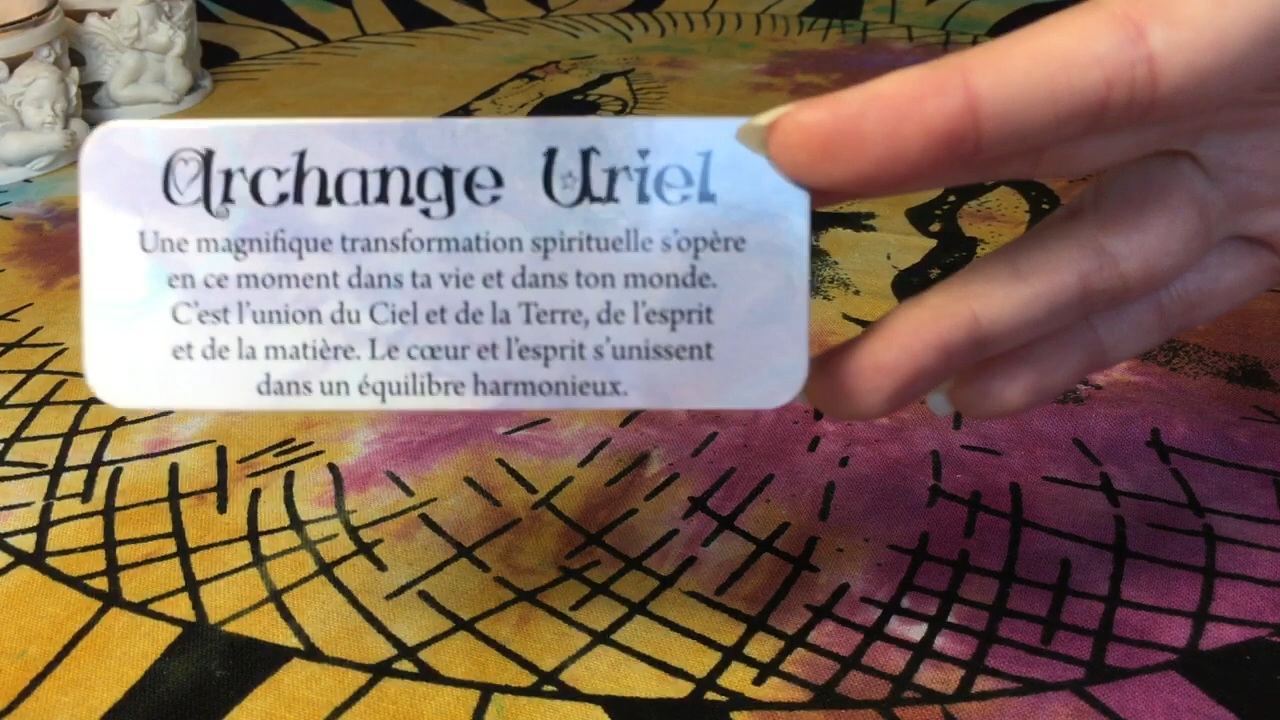 Archange Uriel
Une magnifique transformation spirituelle s'opère
en ce moment dans ta vie et dans ton monde.
C'est l'union du Ciel et de la Terre, de l'esprit
et de la matière. Le cœur et l'esprit s'unissent
dans un équilibre harmonieux.